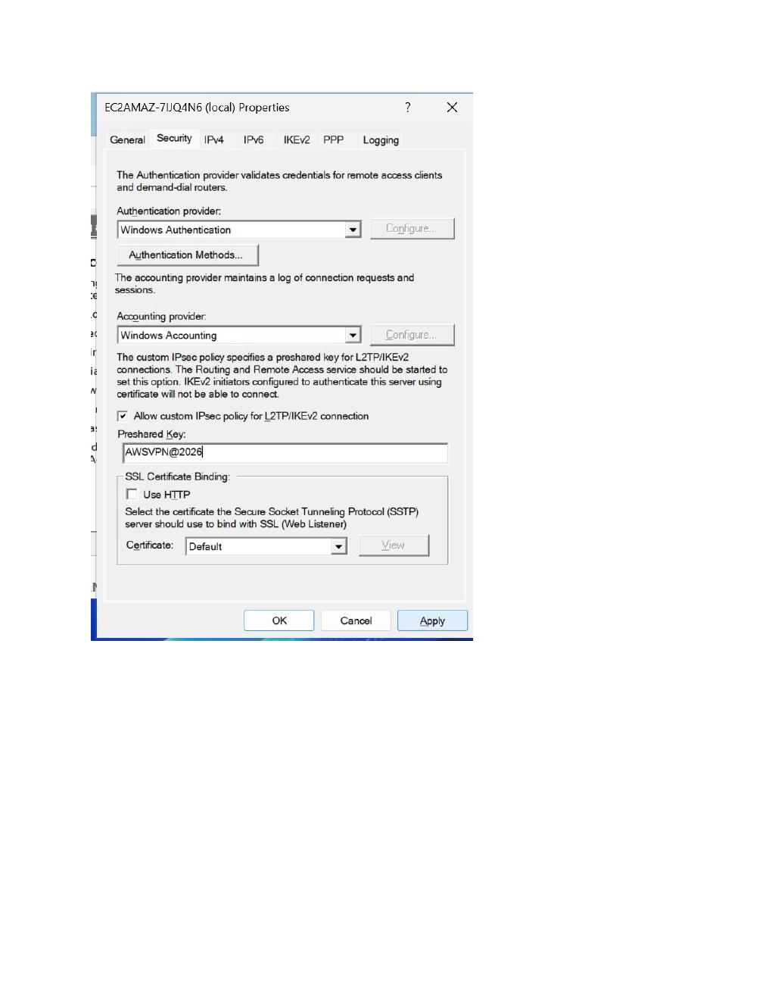 EC2AMAZ-7IJQ4N6 (local) Properties ? X
General Security IPv4 IPv6 IKEv2 PPP Logging
The Authentication provider validates credentials for remote access clients
and demand-dial routers.
Authentication provider:
Windows Authentication Configure...
Authentication Methods...
The accounting provider maintains a log of connection requests and
sessions.
Accounting provider:
Windows Accounting Configure...
The custom IPsec policy specifies a preshared key for L2TP/IKEv2
connections. The Routing and Remote Access service should be started to
set this option. IKEv2 initiators configured to authenticate this server using
certificate will not be able to connect.
Allow custom IPsec policy for L2TP/IKEv2 connection
Preshared Key:
AWSVPN@2026
SSL Certificate Binding:
Use HTTP
Select the certificate the Secure Socket Tunneling Protocol (SSTP)
server should use to bind with SSL (Web Listener)
Certificate: Default View
OK Cancel Apply